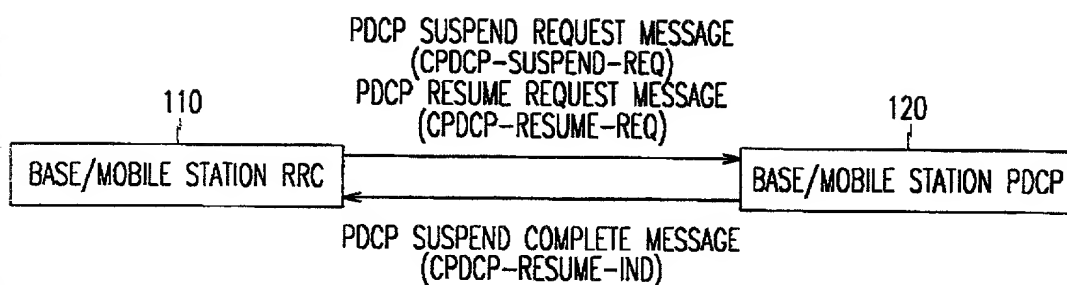 PDCP SUSPEND REQUEST MESSAGE
(CPDCP-SUSPEND-REQ)
PDCP RESUME REQUEST MESSAGE
(CPDCP-RESUME-REQ)
110
120
BASE/MOBILE STATION RRC
BASE/MOBILE STATION PDCP
PDCP SUSPEND COMPLETE MESSAGE
(CPDCP-RESUME-IND)